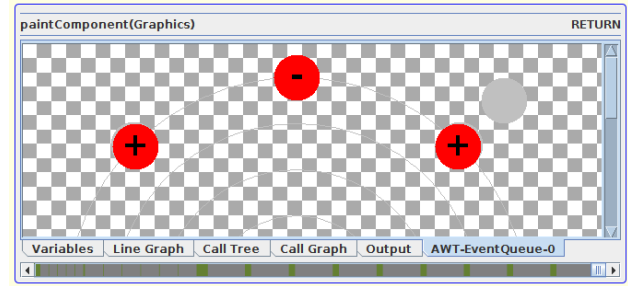 paintComponent(Graphics) RETURN
-
+ +
Variables Line Graph Call Tree Call Graph Output AWT-EventQueue-0